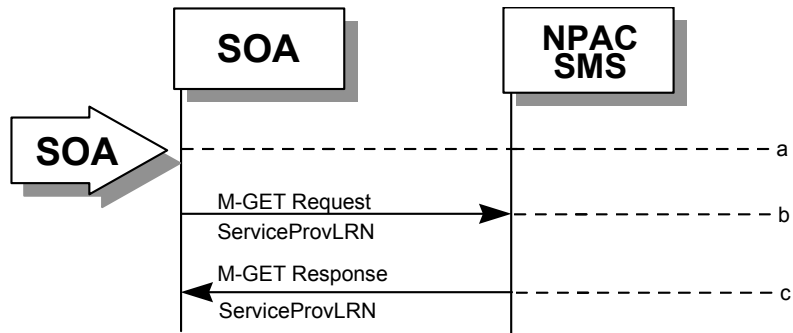 SOA
NPAC
SMS
SOA
a
M-GET Request
ServiceProvLRN
b
M-GET Response
ServiceProvLRN
c